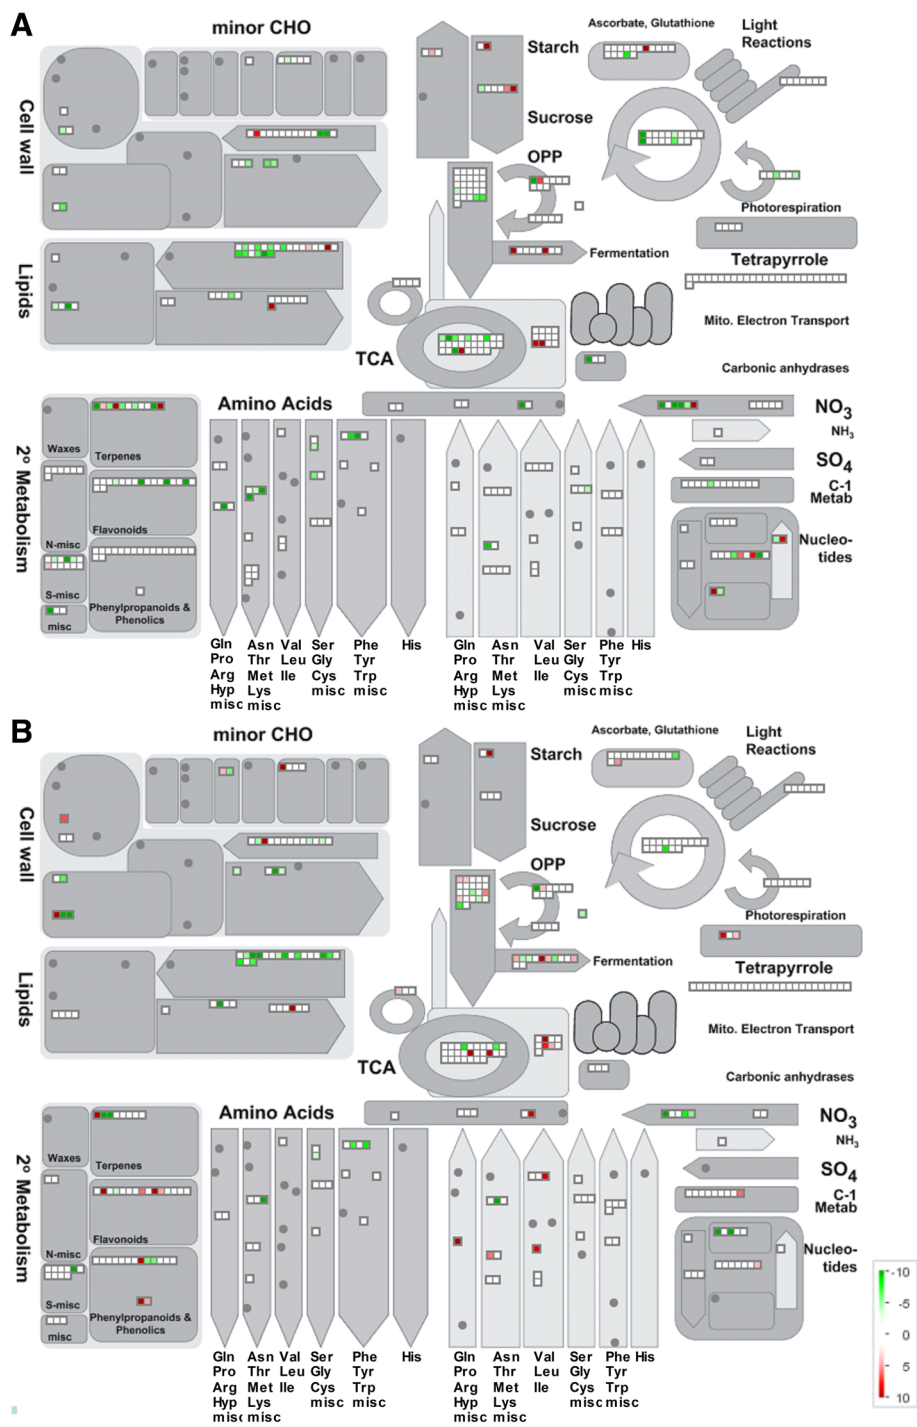 A
minor CHO
Ascorbate, Glutathione
Light
Reactions
Starch
Cell wall
Sucrose
OPP
Photorespiration
Fermentation
Tetrapyrrole
Lipids
Mito. Electron Transport
TCA
Carbonic anhydrases
Amino Acids
NO3
NH3
2º Metabolism
Waxes
Terpenes
SO4
C-1
Metab
N-misc
Flavonoids
Nucleo-
tides
S-misc
Phenylpropanoids &
Phenolics
misc
Gln Asn Val Ser Phe His Gln Asn Val Ser Phe His
Pro Thr Leu Gly Tyr Pro Thr Leu Gly Tyr
Arg Met Ile Cys Trp Arg Met Ile Cys Trp
Hyp Lys misc misc Hyp Lys misc misc
misc misc misc misc
B
minor CHO
Ascorbate, Glutathione
Light
Reactions
Starch
Cell wall
Sucrose
OPP
Photorespiration
Fermentation
Tetrapyrrole
Lipids
Mito. Electron Transport
TCA
Carbonic anhydrases
Amino Acids
NO3
NH3
2º Metabolism
Waxes
Terpenes
SO4
C-1
Metab
N-misc
Flavonoids
Nucleo-
tides
S-misc
Phenylpropanoids &
Phenolics
misc
-10
-5
0
5
10
Gln Asn Val Ser Phe His Gln Asn Val Ser Phe His
Pro Thr Leu Gly Tyr Pro Thr Leu Gly Tyr
Arg Met Ile Cys Trp Arg Met Ile Cys Trp
Hyp Lys misc misc Hyp Lys misc misc
misc misc misc misc